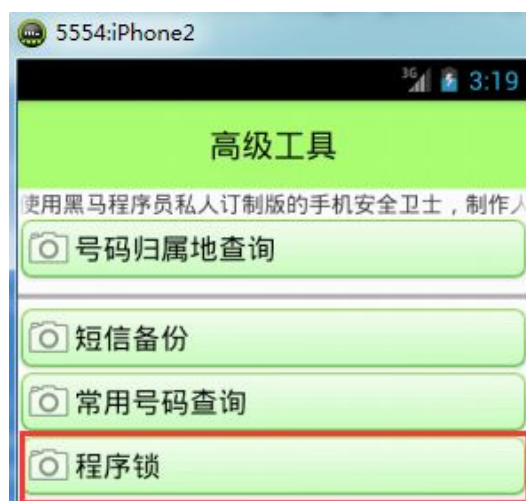 5554:iPhone2
3G 3:19
高级工具
使用黑马程序员私人订制版的手机安全卫士，制作人
号码归属地查询
短信备份
常用号码查询
程序锁